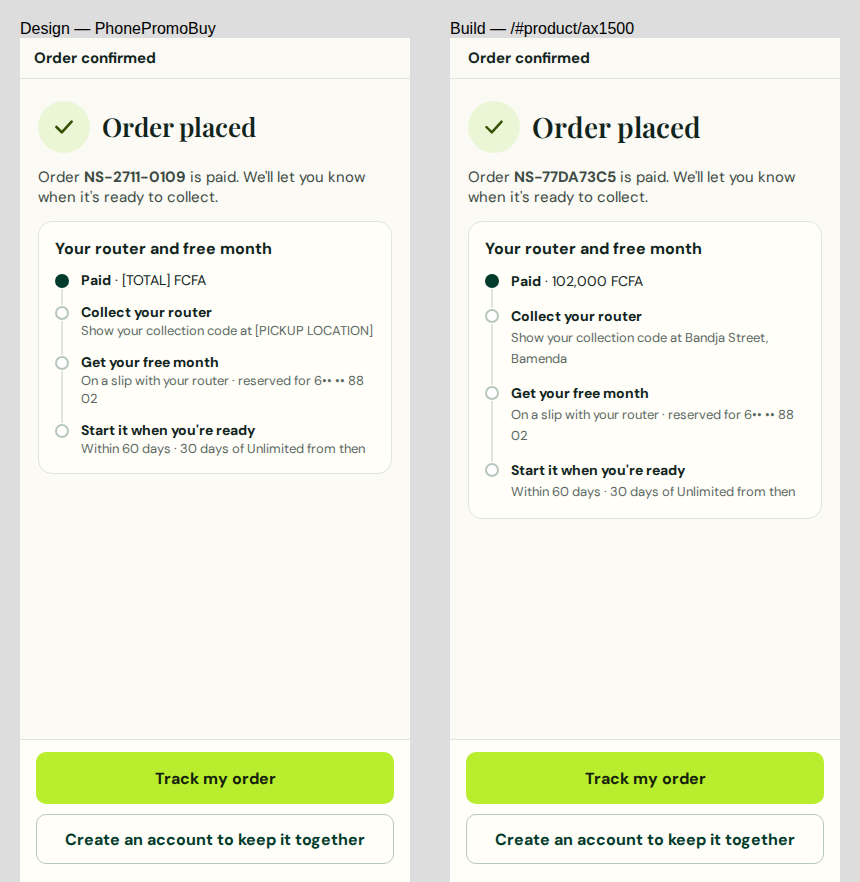 Design — PhonePromoBuy
Order confirmed
Order placed
Order NS-2711-0109 is paid. We'll let you know
when it's ready to collect.
Your router and free month
Paid · [TOTAL] FCFA
Collect your router
Show your collection code at [PICKUP LOCATION]
Get your free month
On a slip with your router · reserved for 6•• •• 88
02
Start it when you're ready
Within 60 days · 30 days of Unlimited from then
Track my order
Create an account to keep it together
Build — /#product/ax1500
Order confirmed
Order placed
Order NS-77DA73C5 is paid. We'll let you know
when it's ready to collect.
Your router and free month
Paid · 102,000 FCFA
Collect your router
Show your collection code at Bandja Street,
Bamenda
Get your free month
On a slip with your router · reserved for 6•• •• 88
02
Start it when you're ready
Within 60 days · 30 days of Unlimited from then
Track my order
Create an account to keep it together